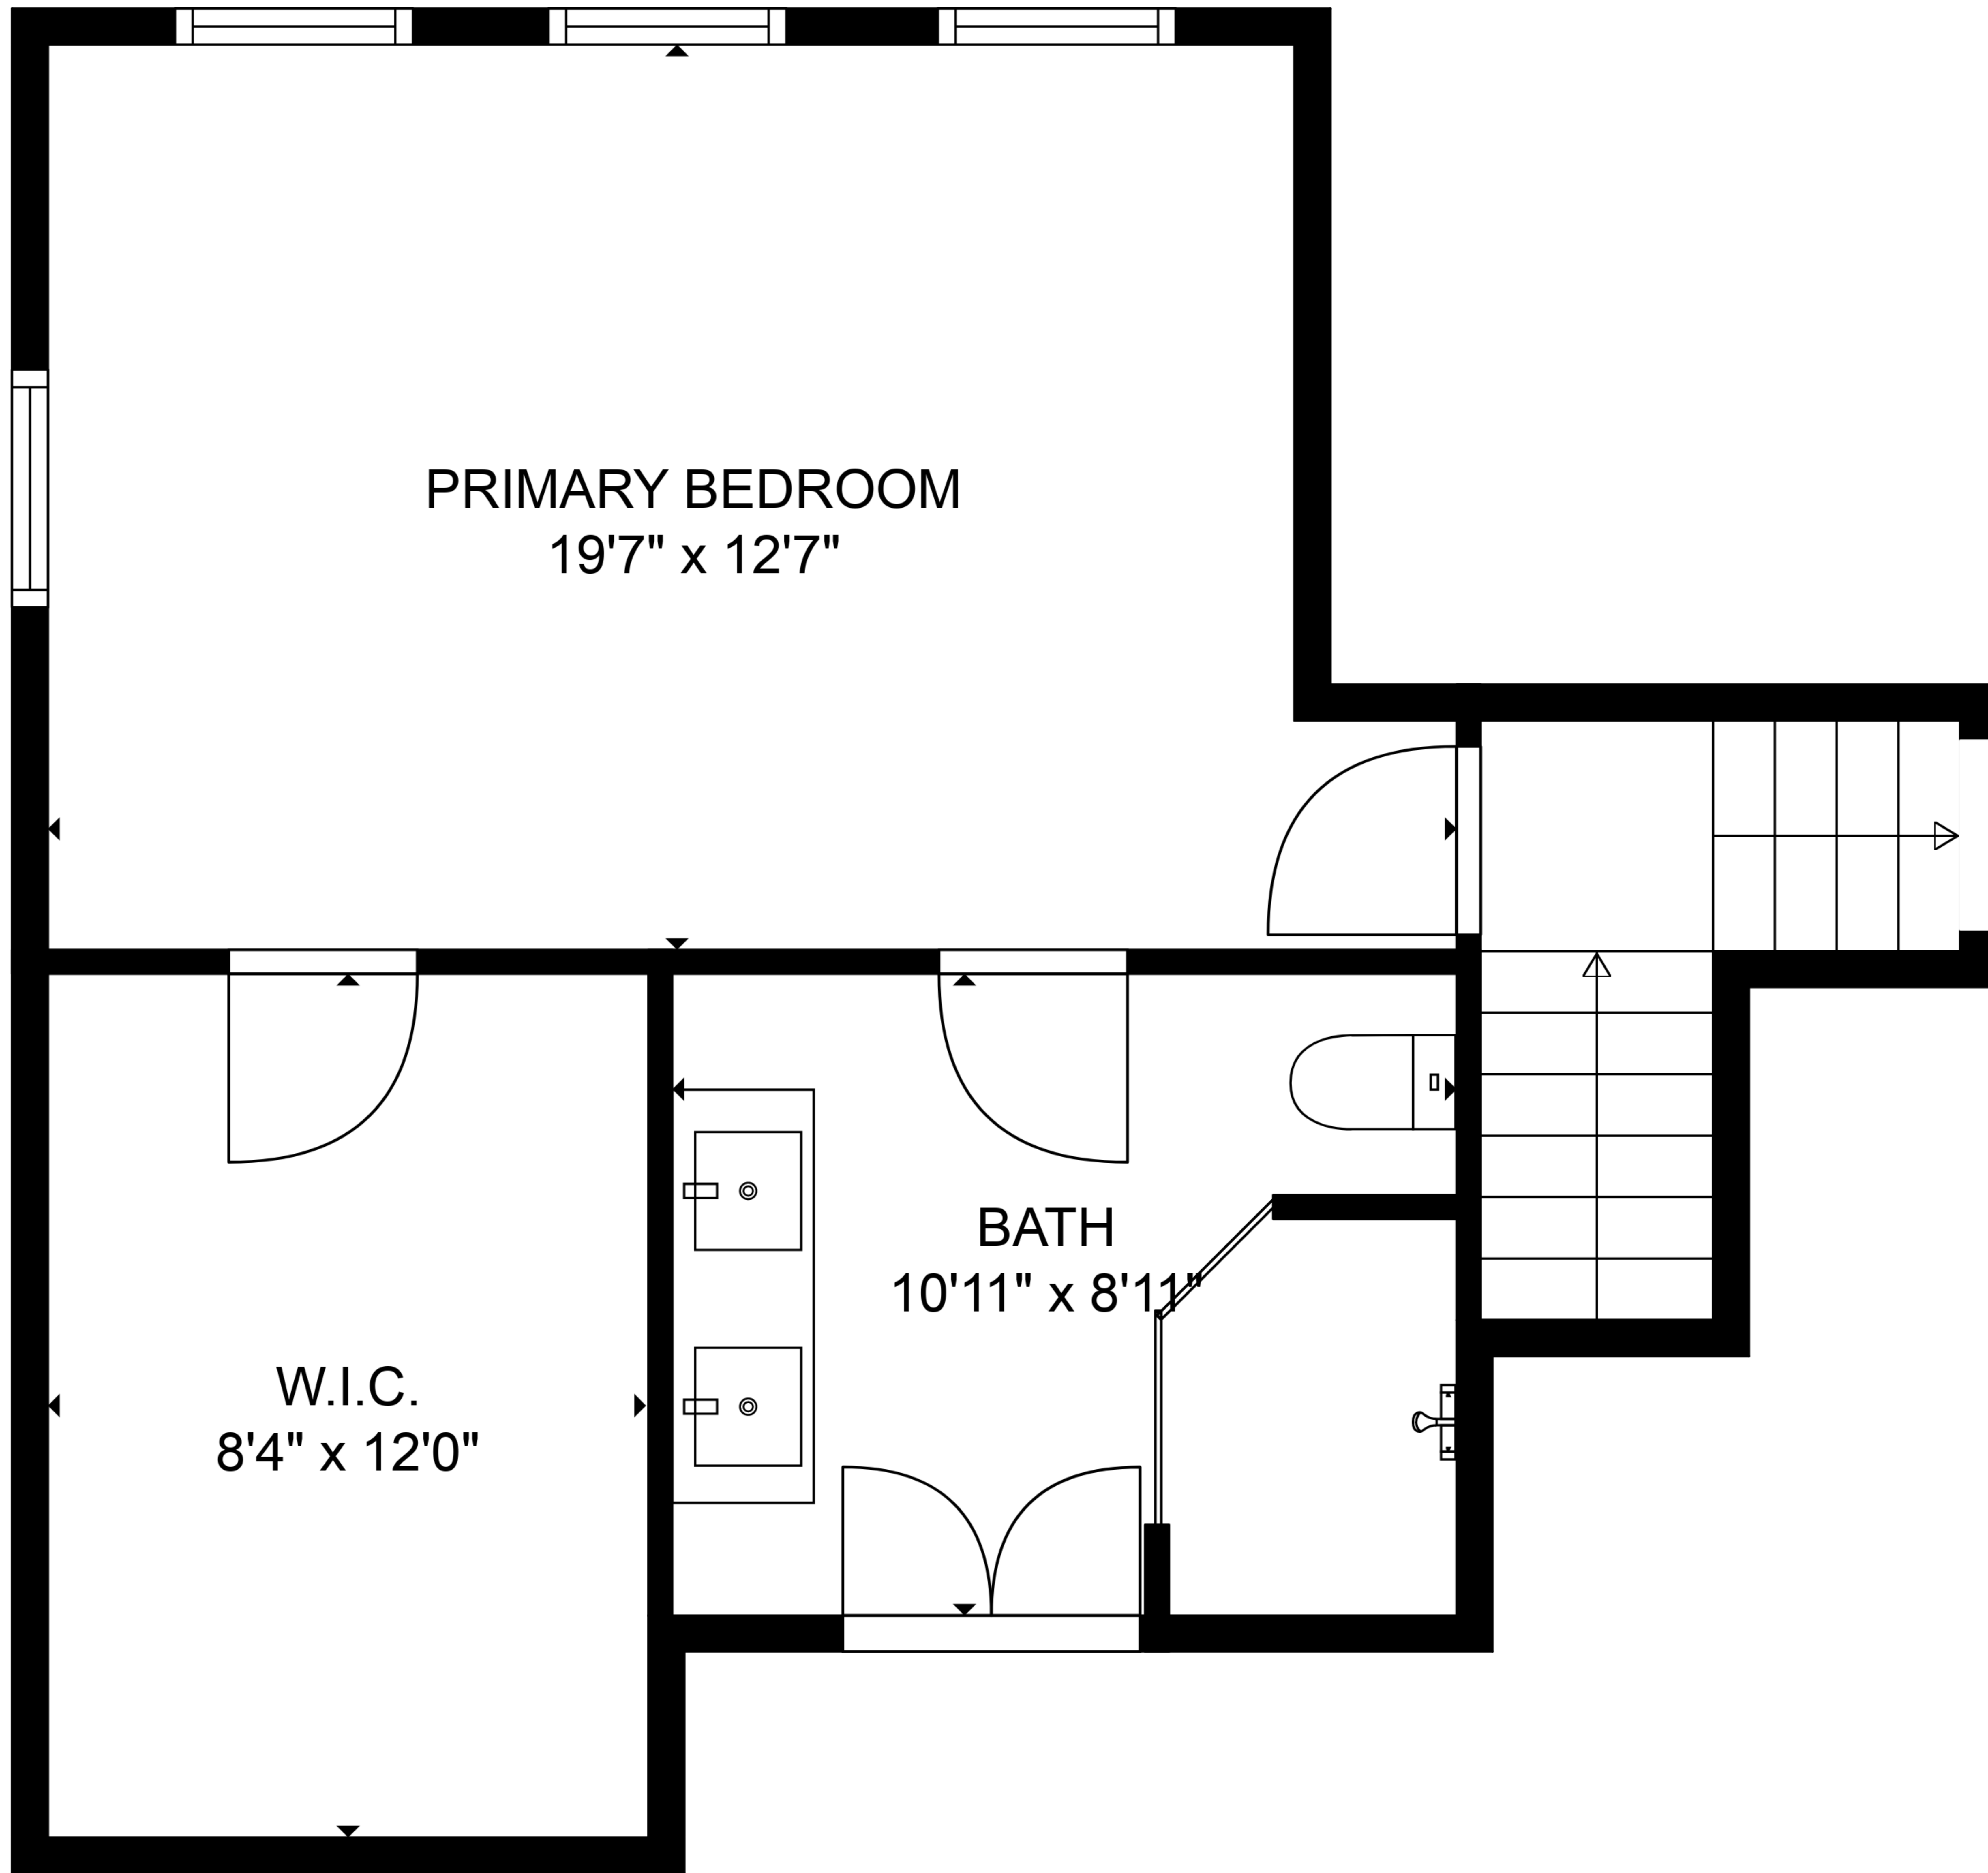 PRIMARY BEDROOM
19'7" x 12'7"
BATH
10'11" x 8'11"
W.I.C.
8'4" x 12'0"